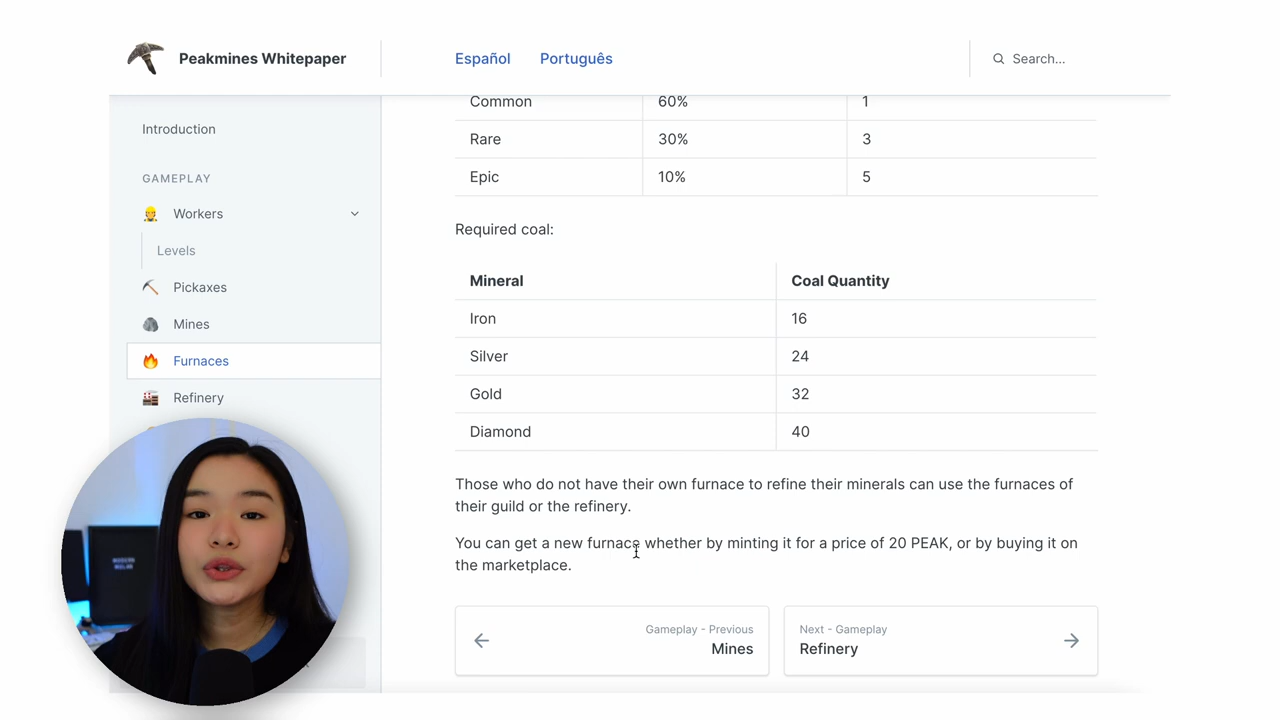 Peakmines Whitepaper
Español
Português
Search...
Introduction
GAMEPLAY
Workers
Levels
Pickaxes
Mines
Furnaces
Refinery
Common 60% 1
Rare 30% 3
Epic 10% 5
Required coal:
Mineral Coal Quantity
Iron 16
Silver 24
Gold 32
Diamond 40
Those who do not have their own furnace to refine their minerals can use the furnaces of
their guild or the refinery.
You can get a new furnace whether by minting it for a price of 20 PEAK, or by buying it on
the marketplace.
Gameplay - Previous
Mines
Next - Gameplay
Refinery